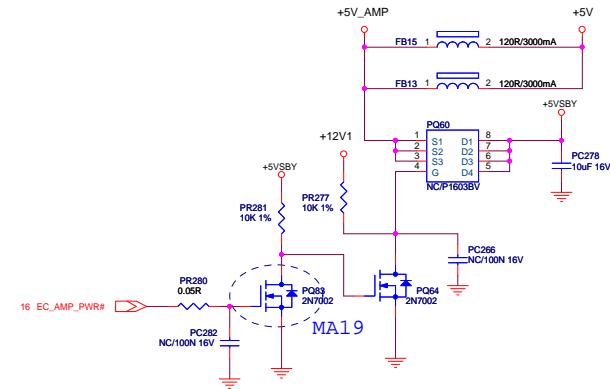 +5V_AMP +5V
FB15 1 2 120R/3000mA
FB13 1 2 120R/3000mA
+5VSBY
PQ60
1 S1 D1 8
2 S2 D2 7
3 S3 D3 6
4 G D4 5
NC/P1603BV
PC278
10uF 16V
+12V1
+5VSBY
PR281
10K 1%
PR277
10K 1%
PC266
NC/100N 16V
PR280
0.05R
PQ83
2N7002
PQ64
2N7002
16 EC_AMP_PWR#
MA19
PC282
NC/100N 16V